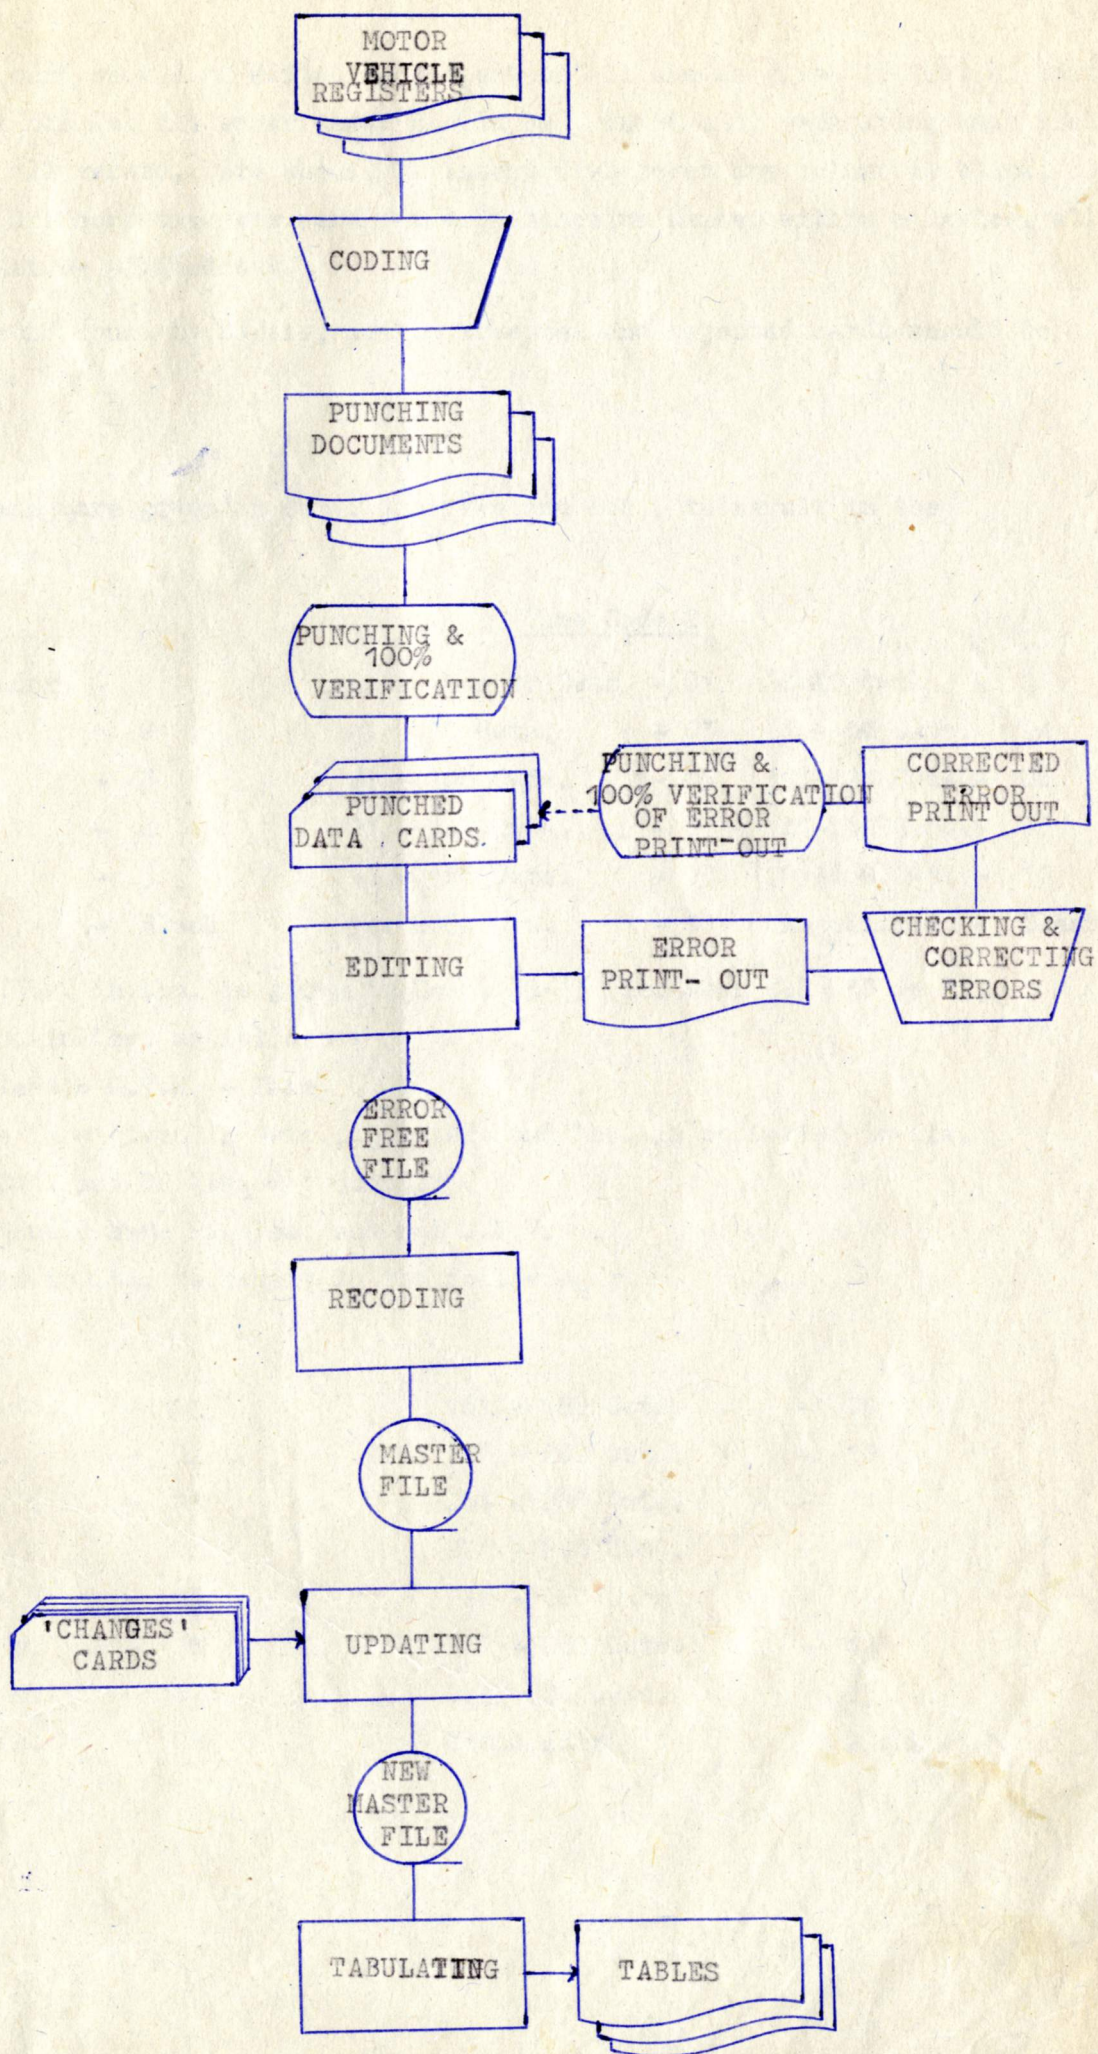 MOTOR
VEHICLE
REGISTERS
CODING
PUNCHING
DOCUMENTS
PUNCHING &
100%
VERIFICATION
PUNCHED
DATA CARDS.
PUNCHING &
100% VERIFICATION
OF ERROR
PRINT-OUT
CORRECTED
ERROR
PRINT OUT
EDITING
ERROR
PRINT- OUT
CHECKING &
CORRECTING
ERRORS
ERROR
FREE
FILE
RECODING
MASTER
FILE
'CHANGES'
CARDS
UPDATING
NEW
MASTER
FILE
TABULATING
TABLES